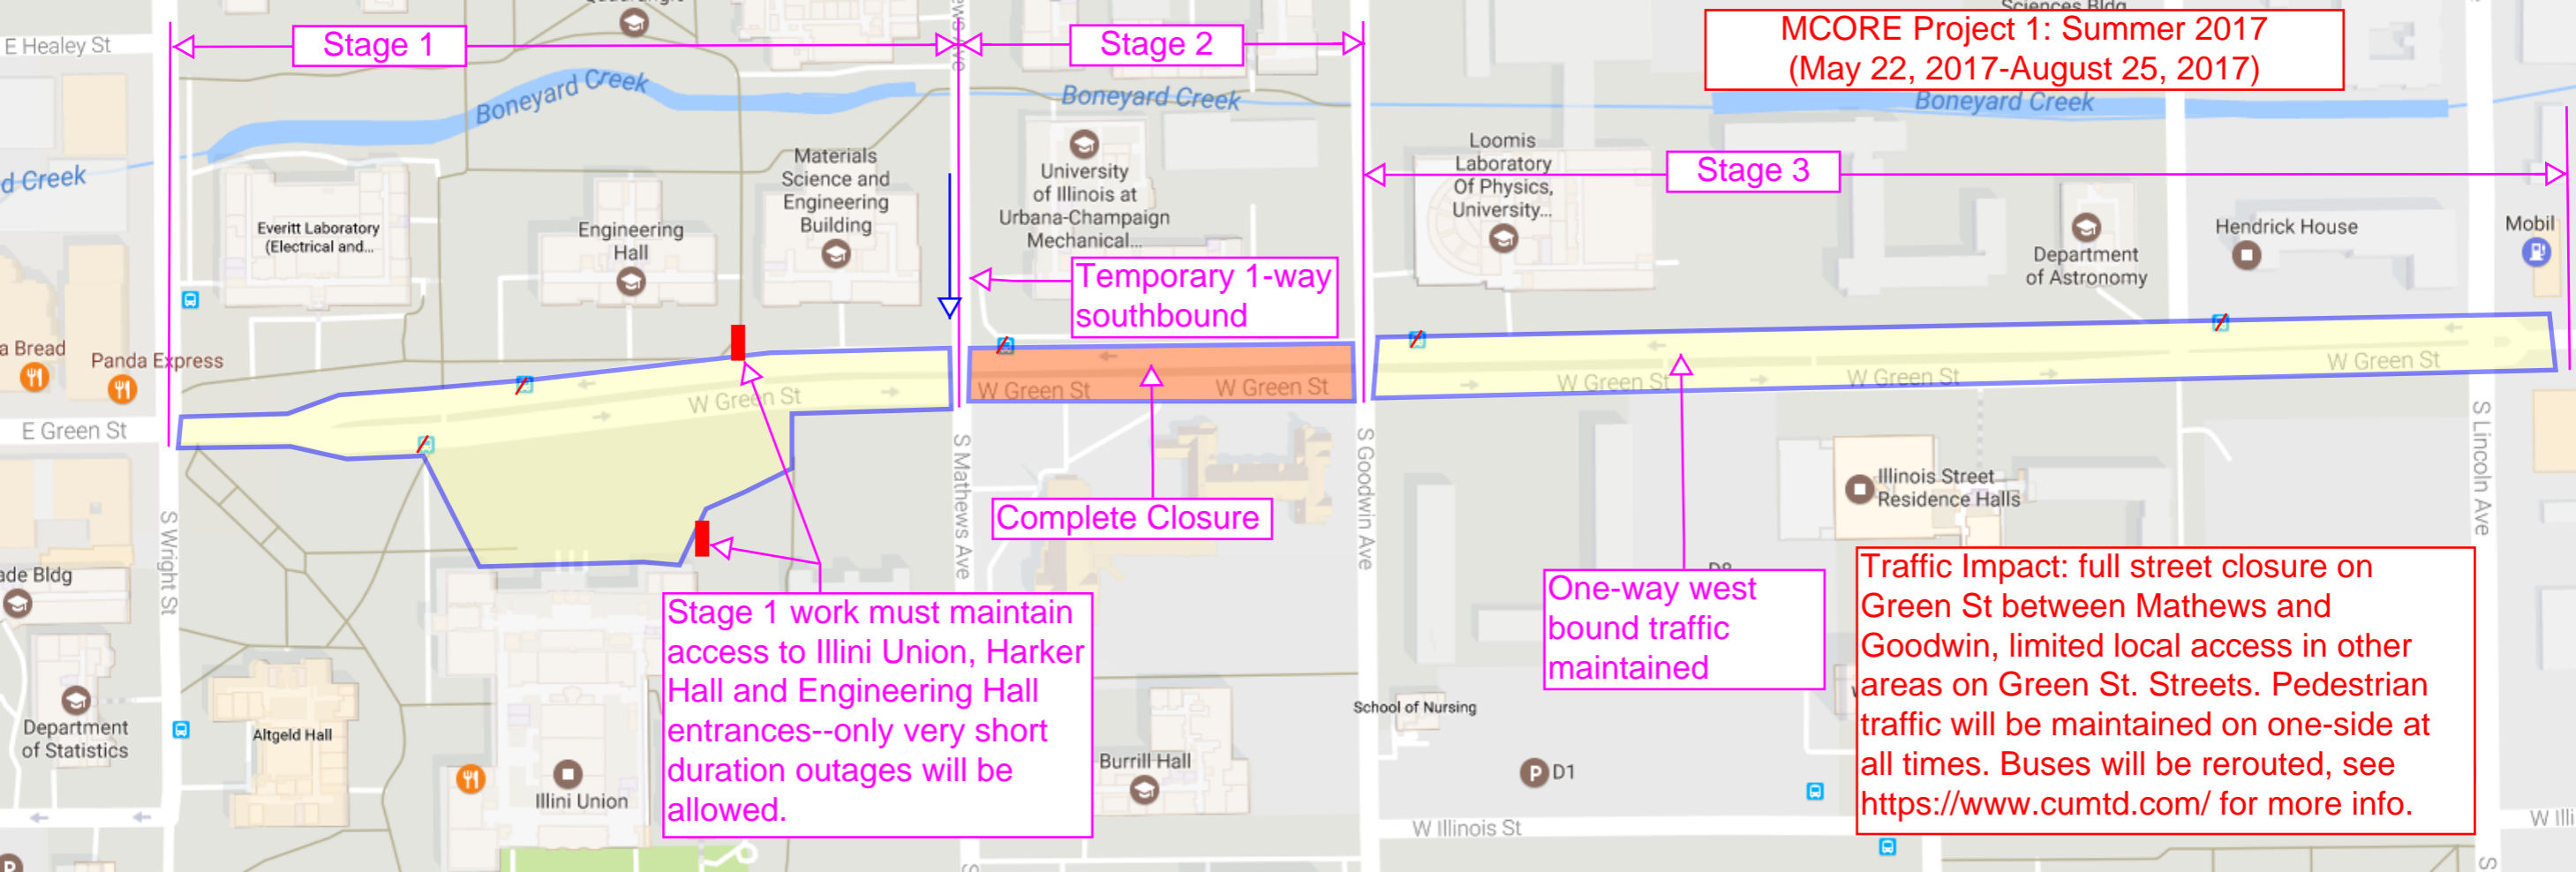 Sciences Bldg
MCORE Project 1: Summer 2017
(May 22, 2017-August 25, 2017)
E Healey St
Stage 1
Stage 2
Boneyard Creek
Boneyard Creek
Boneyard Creek
d Creek
Stage 3
Materials
Science and
Engineering
Building
University
of Illinois at
Urbana-Champaign
Mechanical...
Loomis
Laboratory
Of Physics,
University...
Everitt Laboratory
(Electrical and...
Engineering
Hall
Department
of Astronomy
Hendrick House
Mobil
Temporary 1-way
southbound
a Bread
Panda Express
E Green St
W Green St
W Green St
W Green St
W Green St
W Green St
W Green St
S Wright St
S Mathews Ave
S Goodwin Ave
S Lincoln Ave
Complete Closure
Illinois Street
Residence Halls
ade Bldg
Stage 1 work must maintain
access to Illini Union, Harker
Hall and Engineering Hall
entrances--only very short
duration outages will be
allowed.
One-way west
bound traffic
maintained
Traffic Impact: full street closure on
Green St between Mathews and
Goodwin, limited local access in other
areas on Green St. Streets. Pedestrian
traffic will be maintained on one-side at
all times. Buses will be rerouted, see
https://www.cumtd.com/ for more info.
Department
of Statistics
Altgeld Hall
Illini Union
Burrill Hall
School of Nursing
P D1
W Illinois St
W Illi